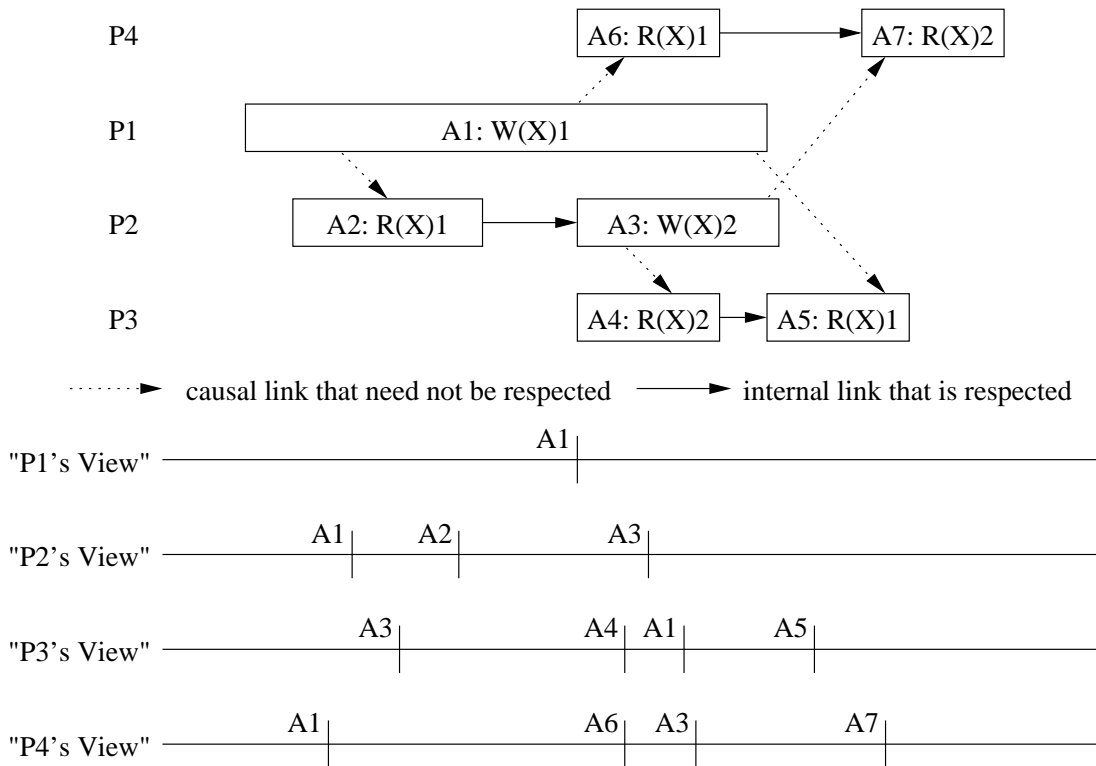 P4 A6: R(X)1 A7: R(X)2
P1 A1: W(X)1
P2 A2: R(X)1 A3: W(X)2
P3 A4: R(X)2 A5: R(X)1
causal link that need not be respected internal link that is respected
A1
"P1's View"
A1 A2 A3
"P2's View"
A3 A4 A1 A5
"P3's View"
A1 A6 A3 A7
"P4's View"